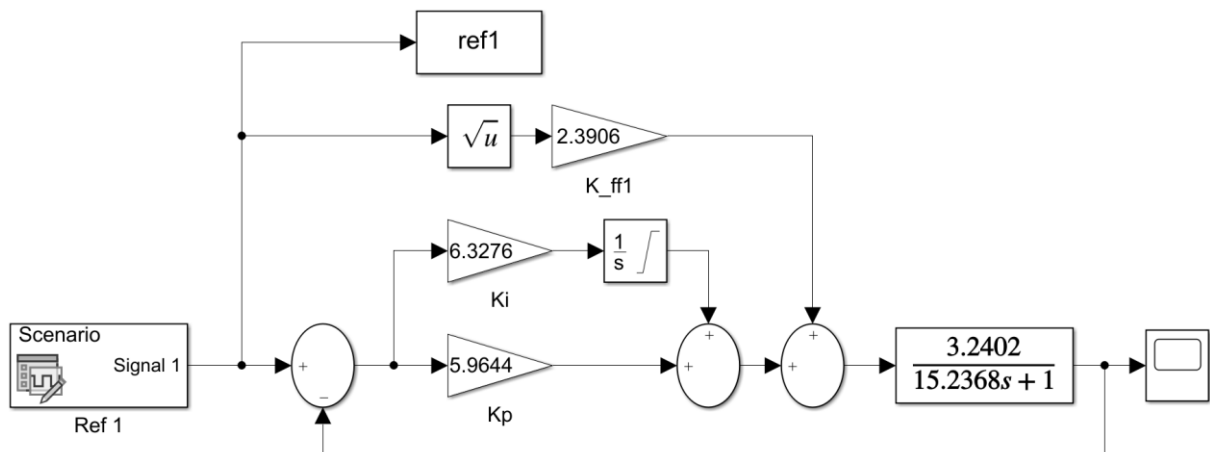 ref1
√u
2.3906
K_ff1
6.3276
1
s
Ki
Scenario
Signal 1
Ref 1
+
−
5.9644
Kp
+
+
+
+
3.2402
15.2368s + 1